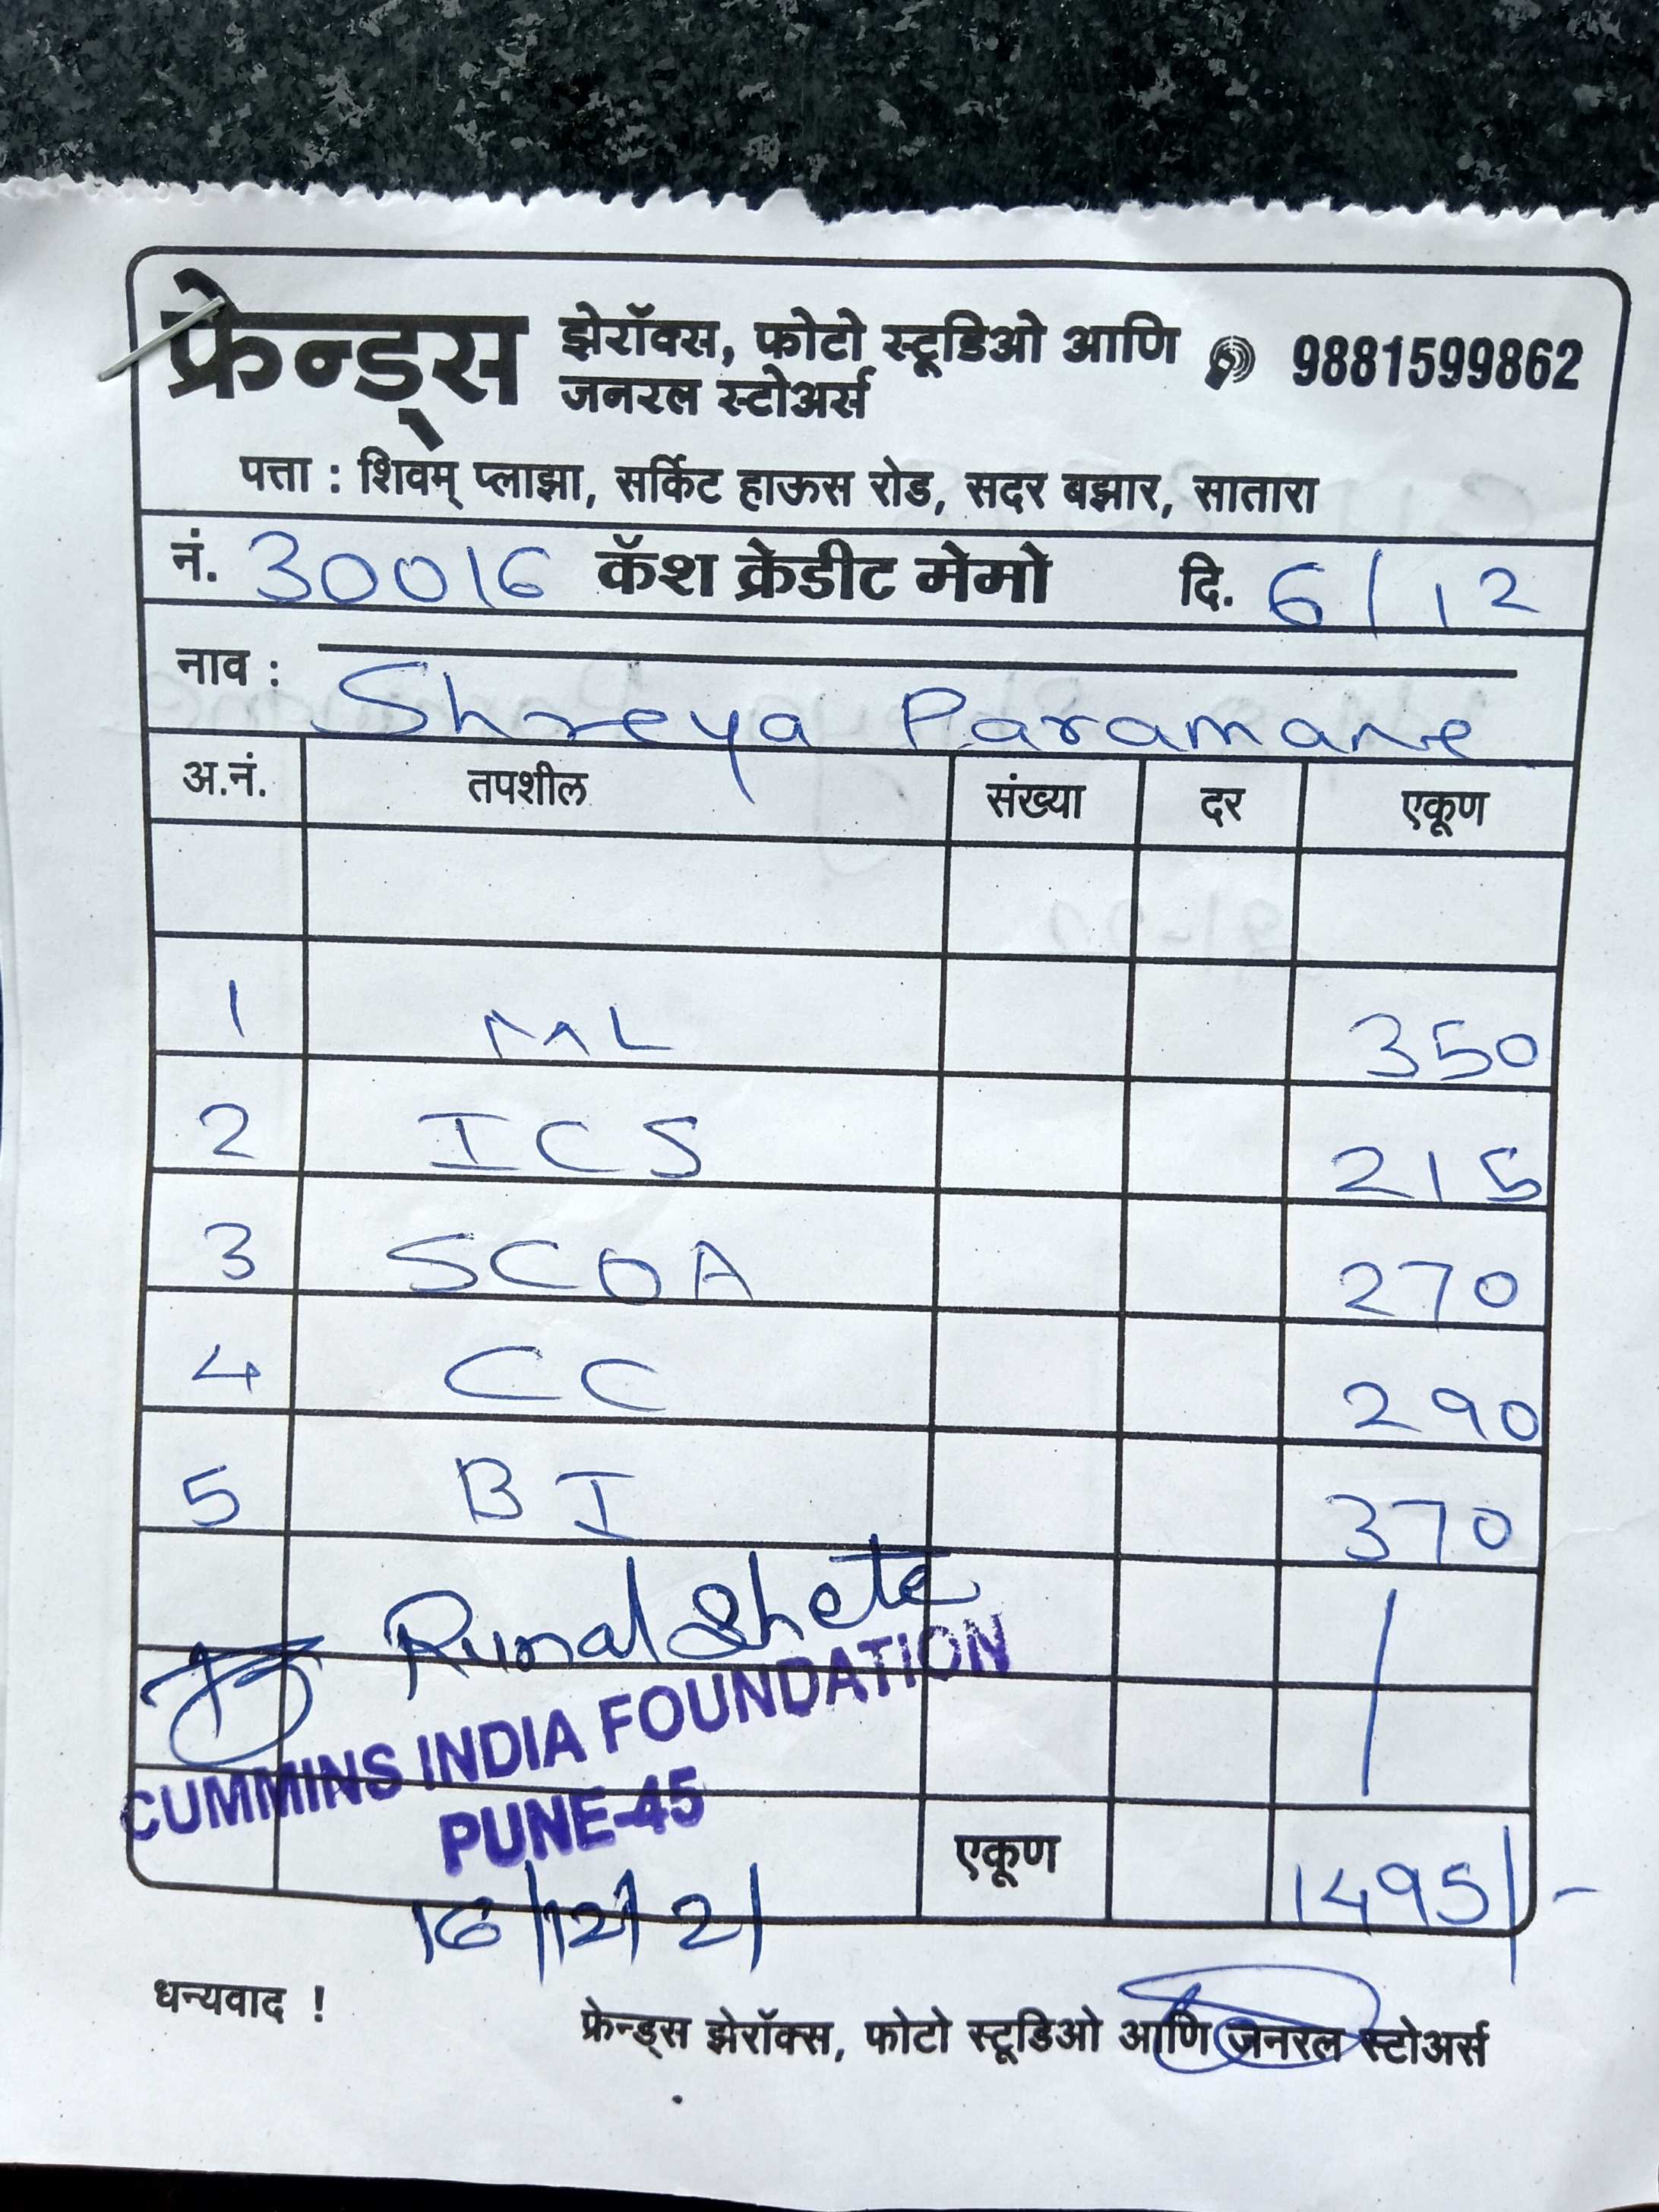 फ्रेन्ड्स झेरॉक्स, फोटो स्टूडिओ आणि 9881599862
जनरल स्टोअर्स
पत्ता : शिवम् प्लाझा, सर्किट हाऊस रोड, सदर बझार, सातारा
नं. 30016 कॅश क्रेडीट मेमो दि. 6/12
नाव : Shreya Paramane
अ.नं. तपशील संख्या दर एकूण
1 ML 350
2 ICS 215
3 SCOA 270
4 CC 290
5 BI 370
Runal Shete
CUMMINS INDIA FOUNDATION
PUNE-45
एकूण 1495/-
16/12/21
धन्यवाद !
फ्रेन्ड्स झेरॉक्स, फोटो स्टूडिओ आणि जनरल स्टोअर्स